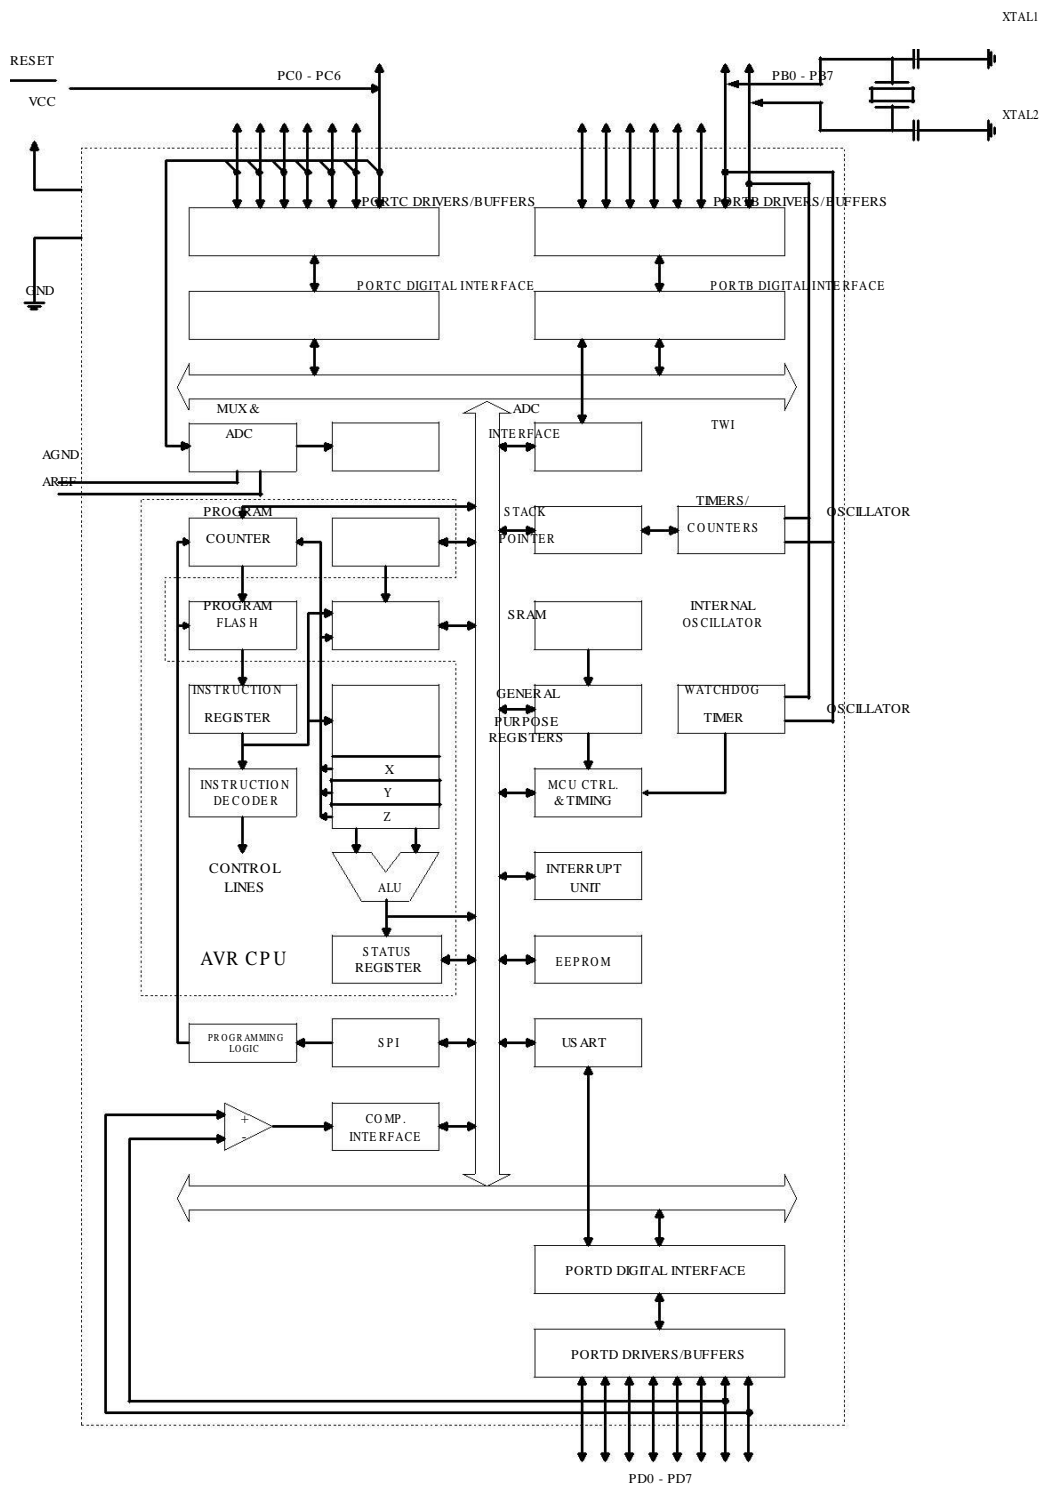 XTAL1
RESET
PC0 - PC6
PB0 - PB7
VCC
XTAL2
PORTC DRIVERS/BUFFERS
PORTB DRIVERS/BUFFERS
GND
PORTC DIGITAL INTERFACE
PORTB DIGITAL INTERFACE
MUX &
ADC
ADC
INTERFACE
TWI
AGND
AREF
PROGRAM
COUNTER
STACK
POINTER
TIMERS/
COUNTERS
OSCILLATOR
PROGRAM
FLASH
SRAM
INTERNAL
OSCILLATOR
INSTRUCTION
REGISTER
GENERAL
PURPOSE
REGISTERS
WATCHDOG
TIMER
OSCILLATOR
X
Y
Z
INSTRUCTION
DECODER
MCU CTRL.
& TIMING
CONTROL
LINES
ALU
INTERRUPT
UNIT
AVR CPU
STATUS
REGISTER
EEPROM
PROGRAMMING
LOGIC
SPI
USART
+
-
COMP.
INTERFACE
PORTD DIGITAL INTERFACE
PORTD DRIVERS/BUFFERS
PD0 - PD7